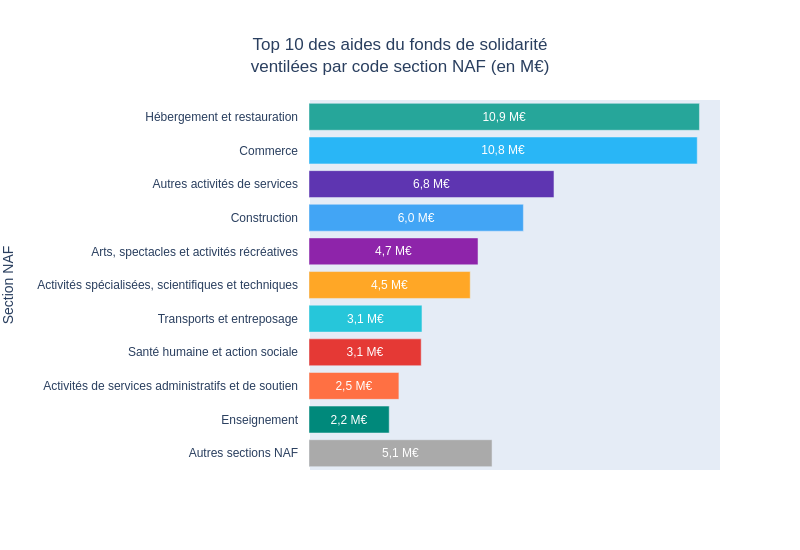 Top 10 des aides du fonds de solidarité
ventilées par code section NAF (en M€)
Section NAF
Hébergement et restauration 10,9 M€
Commerce 10,8 M€
Autres activités de services 6,8 M€
Construction 6,0 M€
Arts, spectacles et activités récréatives 4,7 M€
Activités spécialisées, scientifiques et techniques 4,5 M€
Transports et entreposage 3,1 M€
Santé humaine et action sociale 3,1 M€
Activités de services administratifs et de soutien 2,5 M€
Enseignement 2,2 M€
Autres sections NAF 5,1 M€